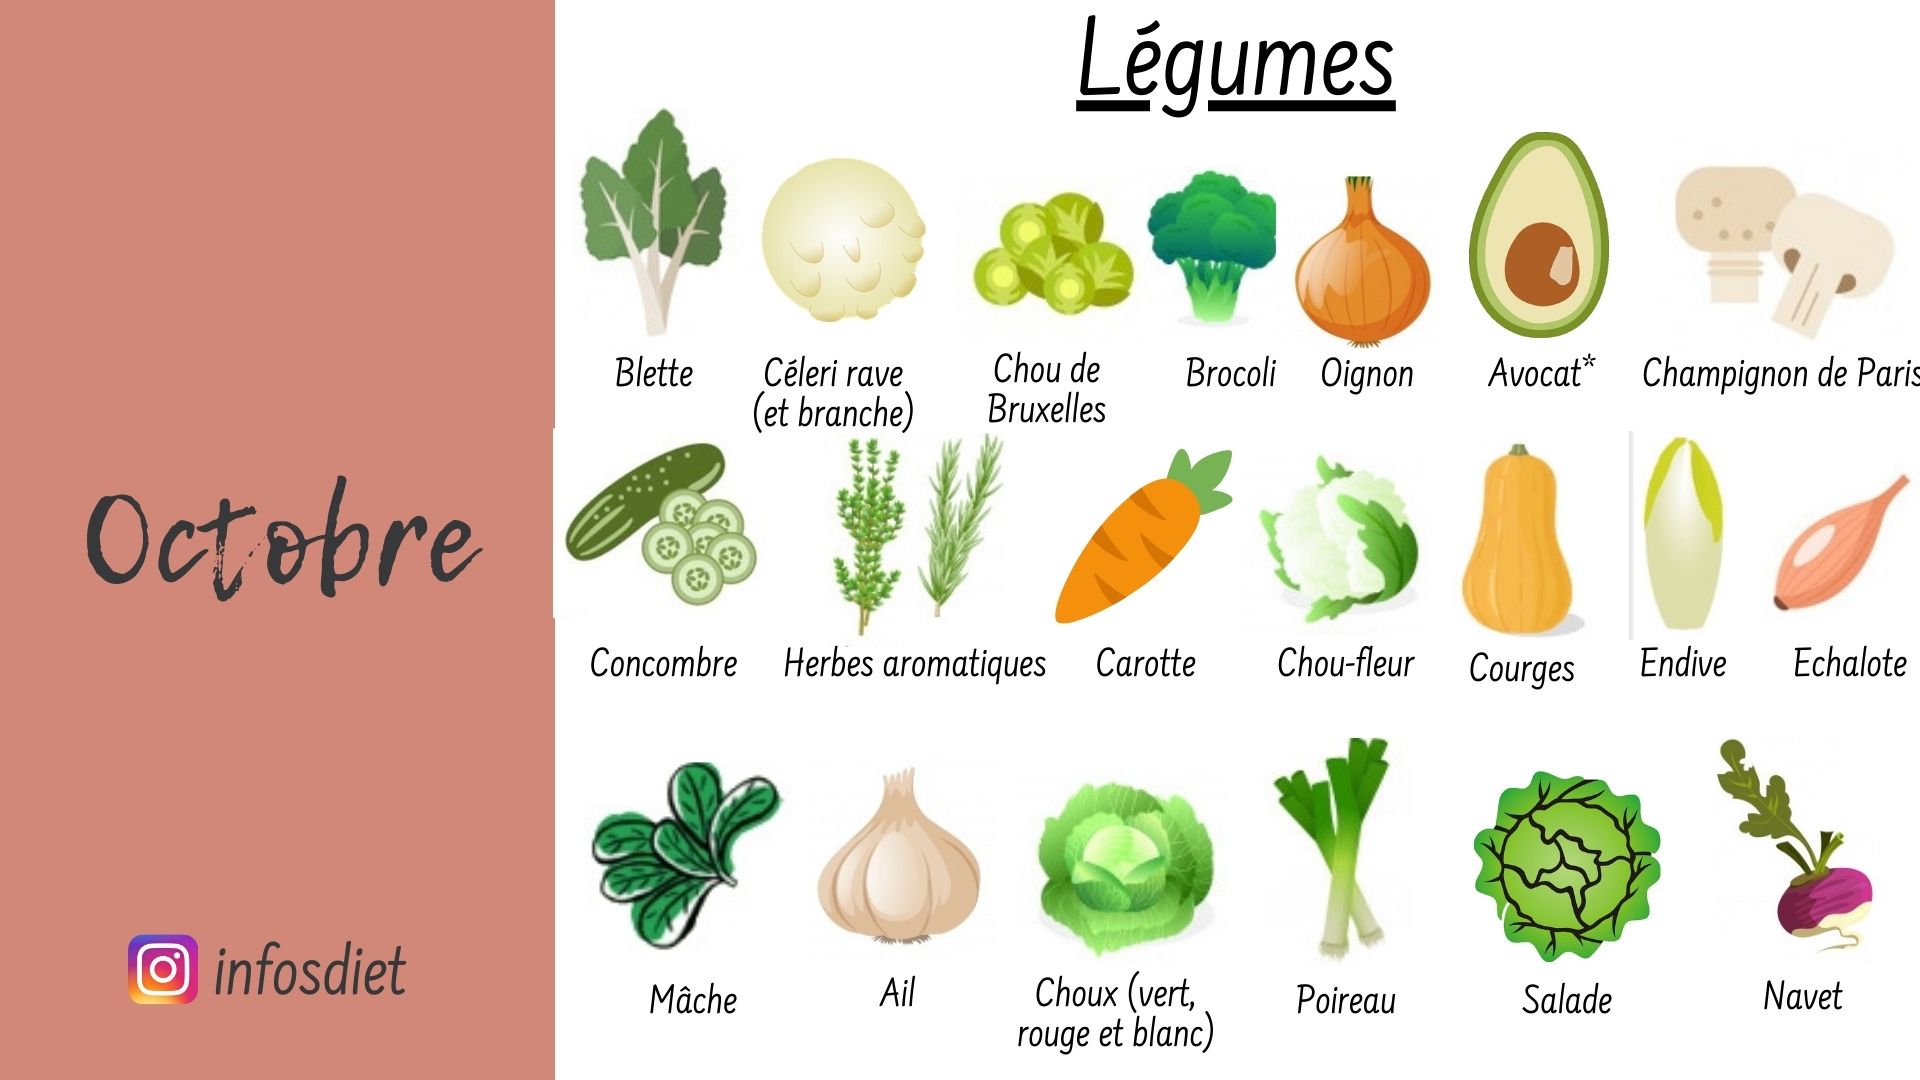 Légumes
Blette
Céleri rave
(et branche)
Chou de
Bruxelles
Brocoli
Oignon
Avocat*
Champignon de Paris
Concombre
Herbes aromatiques
Carotte
Chou-fleur
Courges
Endive
Echalote
Octobre
Mâche
Ail
Choux (vert,
rouge et blanc)
Poireau
Salade
Navet
infosdiet